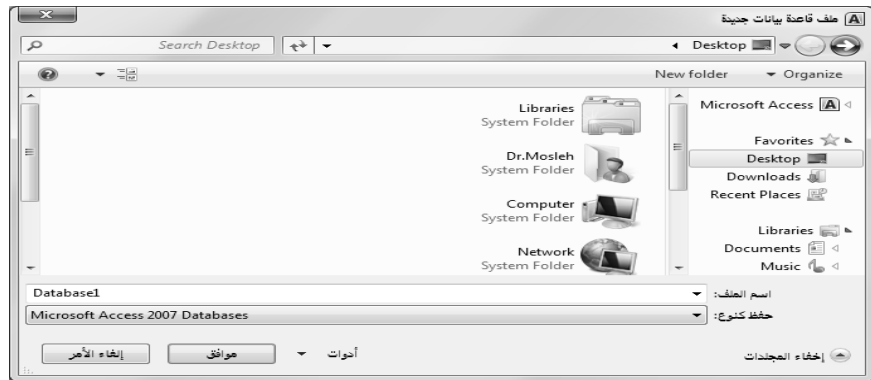 ملف قاعدة بيانات جديدة
Desktop
Search Desktop
Organize
New folder
Microsoft Access
Favorites
Desktop
Downloads
Recent Places
Libraries
Documents
Music
Libraries
System Folder
Dr.Mosleh
System Folder
Computer
System Folder
Network
System Folder
اسم الملف:
Database1
حفظ كنوع:
Microsoft Access 2007 Databases
إخفاء المجلدات
أدوات
موافق
إلغاء الأمر